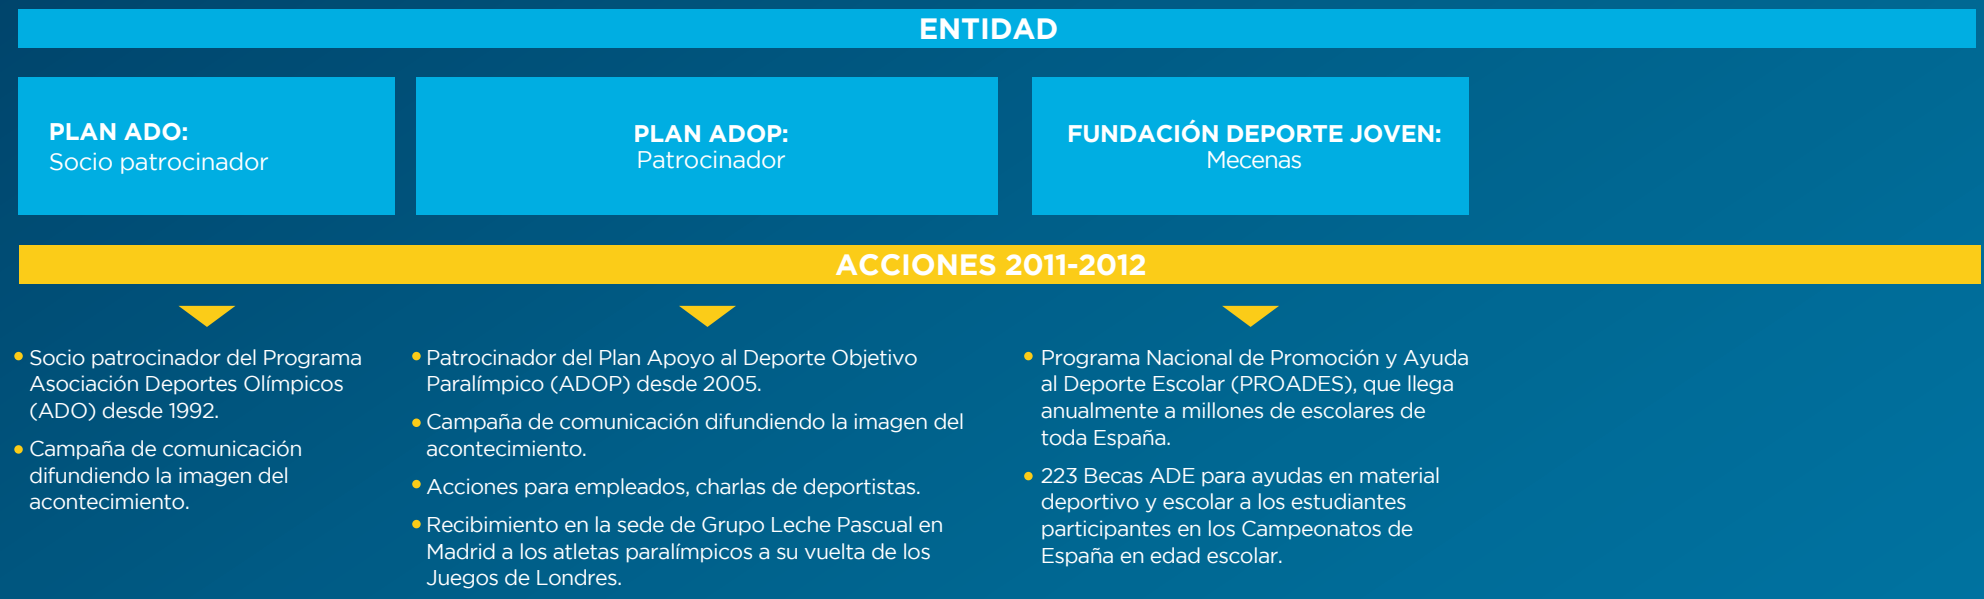 ENTIDAD
PLAN ADO:
Socio patrocinador
PLAN ADOP:
Patrocinador
FUNDACIÓN DEPORTE JOVEN:
Mecenas
ACCIONES 2011-2012
• Socio patrocinador del Programa
Asociación Deportes Olímpicos
(ADO) desde 1992.
• Campaña de comunicación
difundiendo la imagen del
acontecimiento.
• Patrocinador del Plan Apoyo al Deporte Objetivo
Paralímpico (ADOP) desde 2005.
• Campaña de comunicación difundiendo la imagen del
acontecimiento.
• Acciones para empleados, charlas de deportistas.
• Recibimiento en la sede de Grupo Leche Pascual en
Madrid a los atletas paralímpicos a su vuelta de los
Juegos de Londres.
• Programa Nacional de Promoción y Ayuda
al Deporte Escolar (PROADES), que llega
anualmente a millones de escolares de
toda España.
• 223 Becas ADE para ayudas en material
deportivo y escolar a los estudiantes
participantes en los Campeonatos de
España en edad escolar.